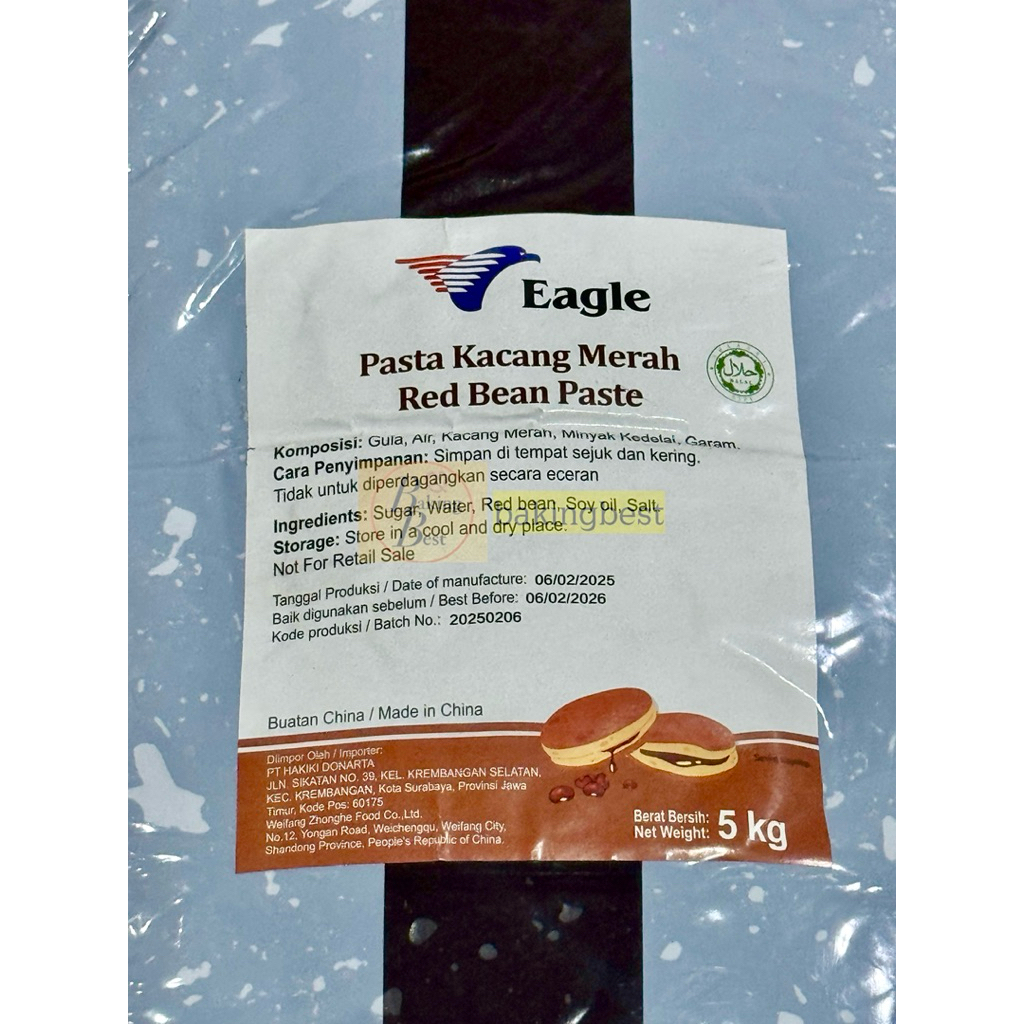 Eagle
Pasta Kacang Merah
Red Bean Paste
حلال
HALAL
Komposisi: Gula, Air, Kacang Merah, Minyak Kedelai, Garam.
Cara Penyimpanan: Simpan di tempat sejuk dan kering.
Tidak untuk diperdagangkan secara eceran
Baking Best
bakingbest
Ingredients: Sugar, Water, Red bean, Soy oil, Salt.
Storage: Store in a cool and dry place.
Not For Retail Sale
Tanggal Produksi / Date of manufacture: 06/02/2025
Baik digunakan sebelum / Best Before: 06/02/2026
Kode produksi / Batch No.: 20250206
Buatan China / Made in China
Diimpor Oleh / Importer:
PT HAKIKI DONARTA
JLN. SIKATAN NO. 39, KEL. KREMBANGAN SELATAN,
KEC. KREMBANGAN, Kota Surabaya, Provinsi Jawa
Timur, Kode Pos: 60175
Weifang Zhonghe Food Co.,Ltd.
No.12, Yongan Road, Weichengqu, Weifang City,
Shandong Province, People's Republic of China.
Berat Bersih:
Net Weight: 5 kg